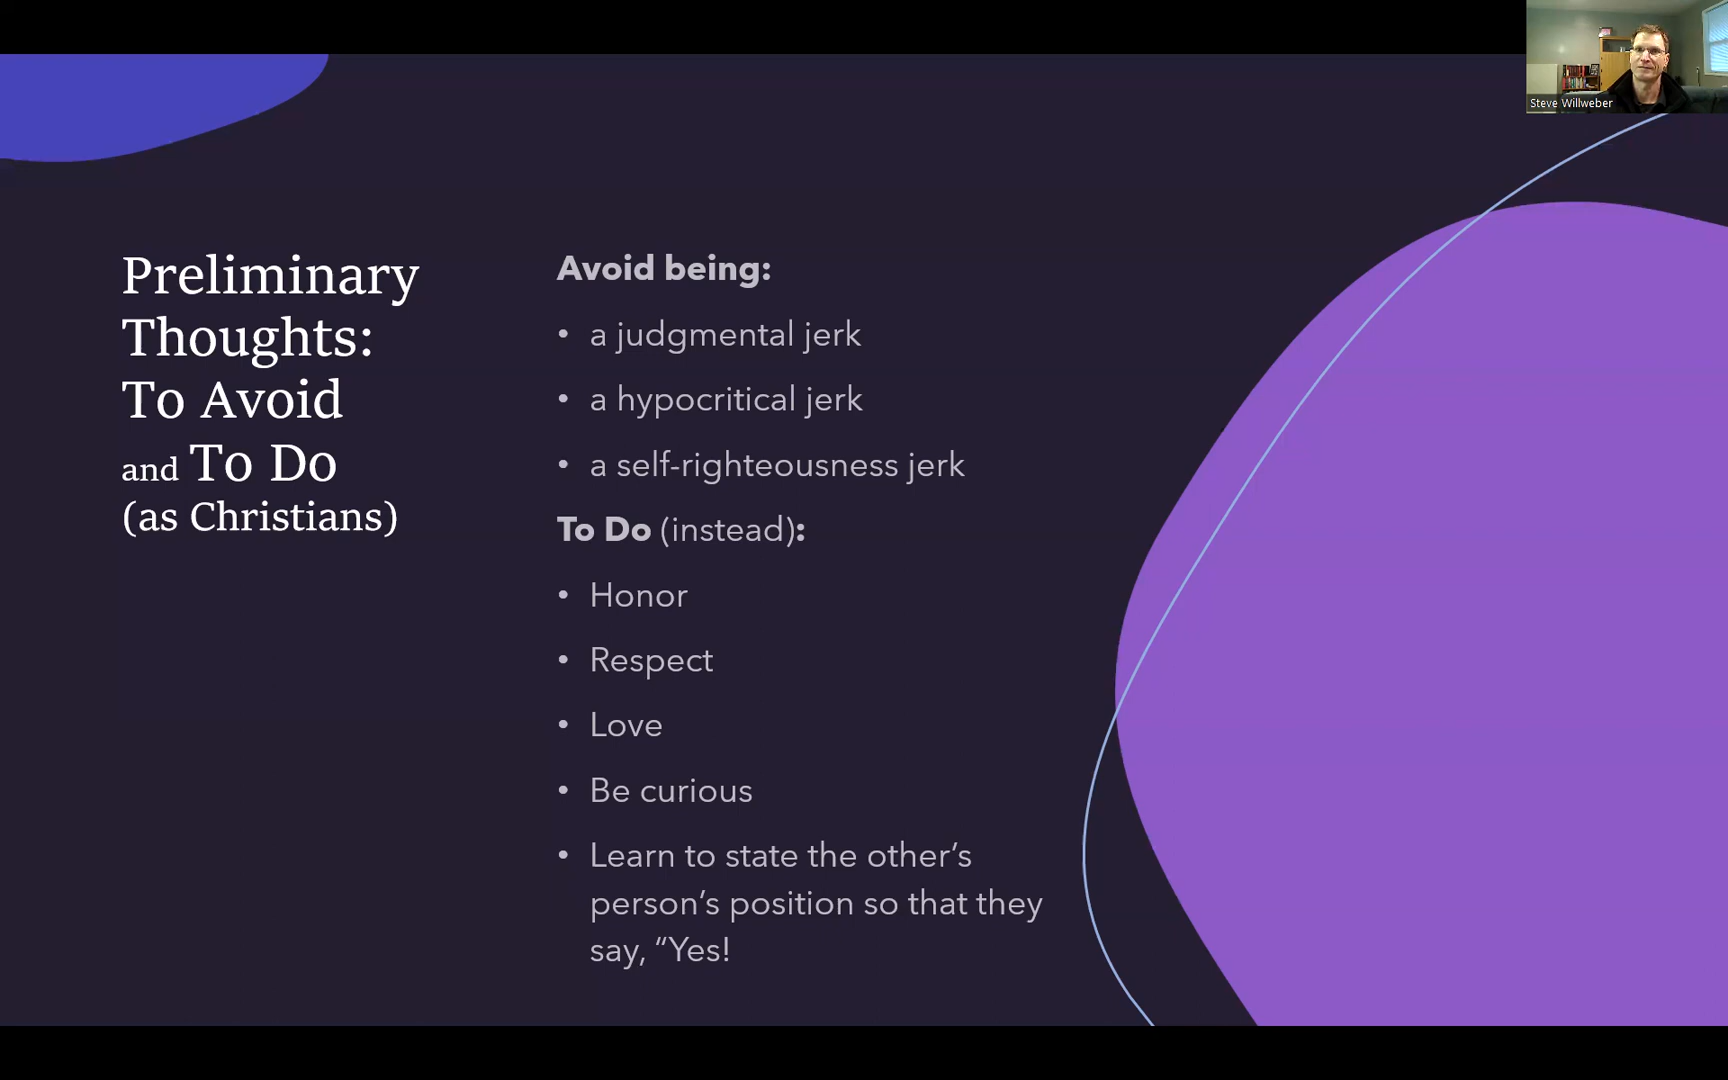 Steve Willweber
Preliminary
Thoughts:
To Avoid
and To Do
(as Christians)
Avoid being:
• a judgmental jerk
• a hypocritical jerk
• a self-righteousness jerk
To Do (instead):
• Honor
• Respect
• Love
• Be curious
• Learn to state the other’s
person’s position so that they
say, “Yes!